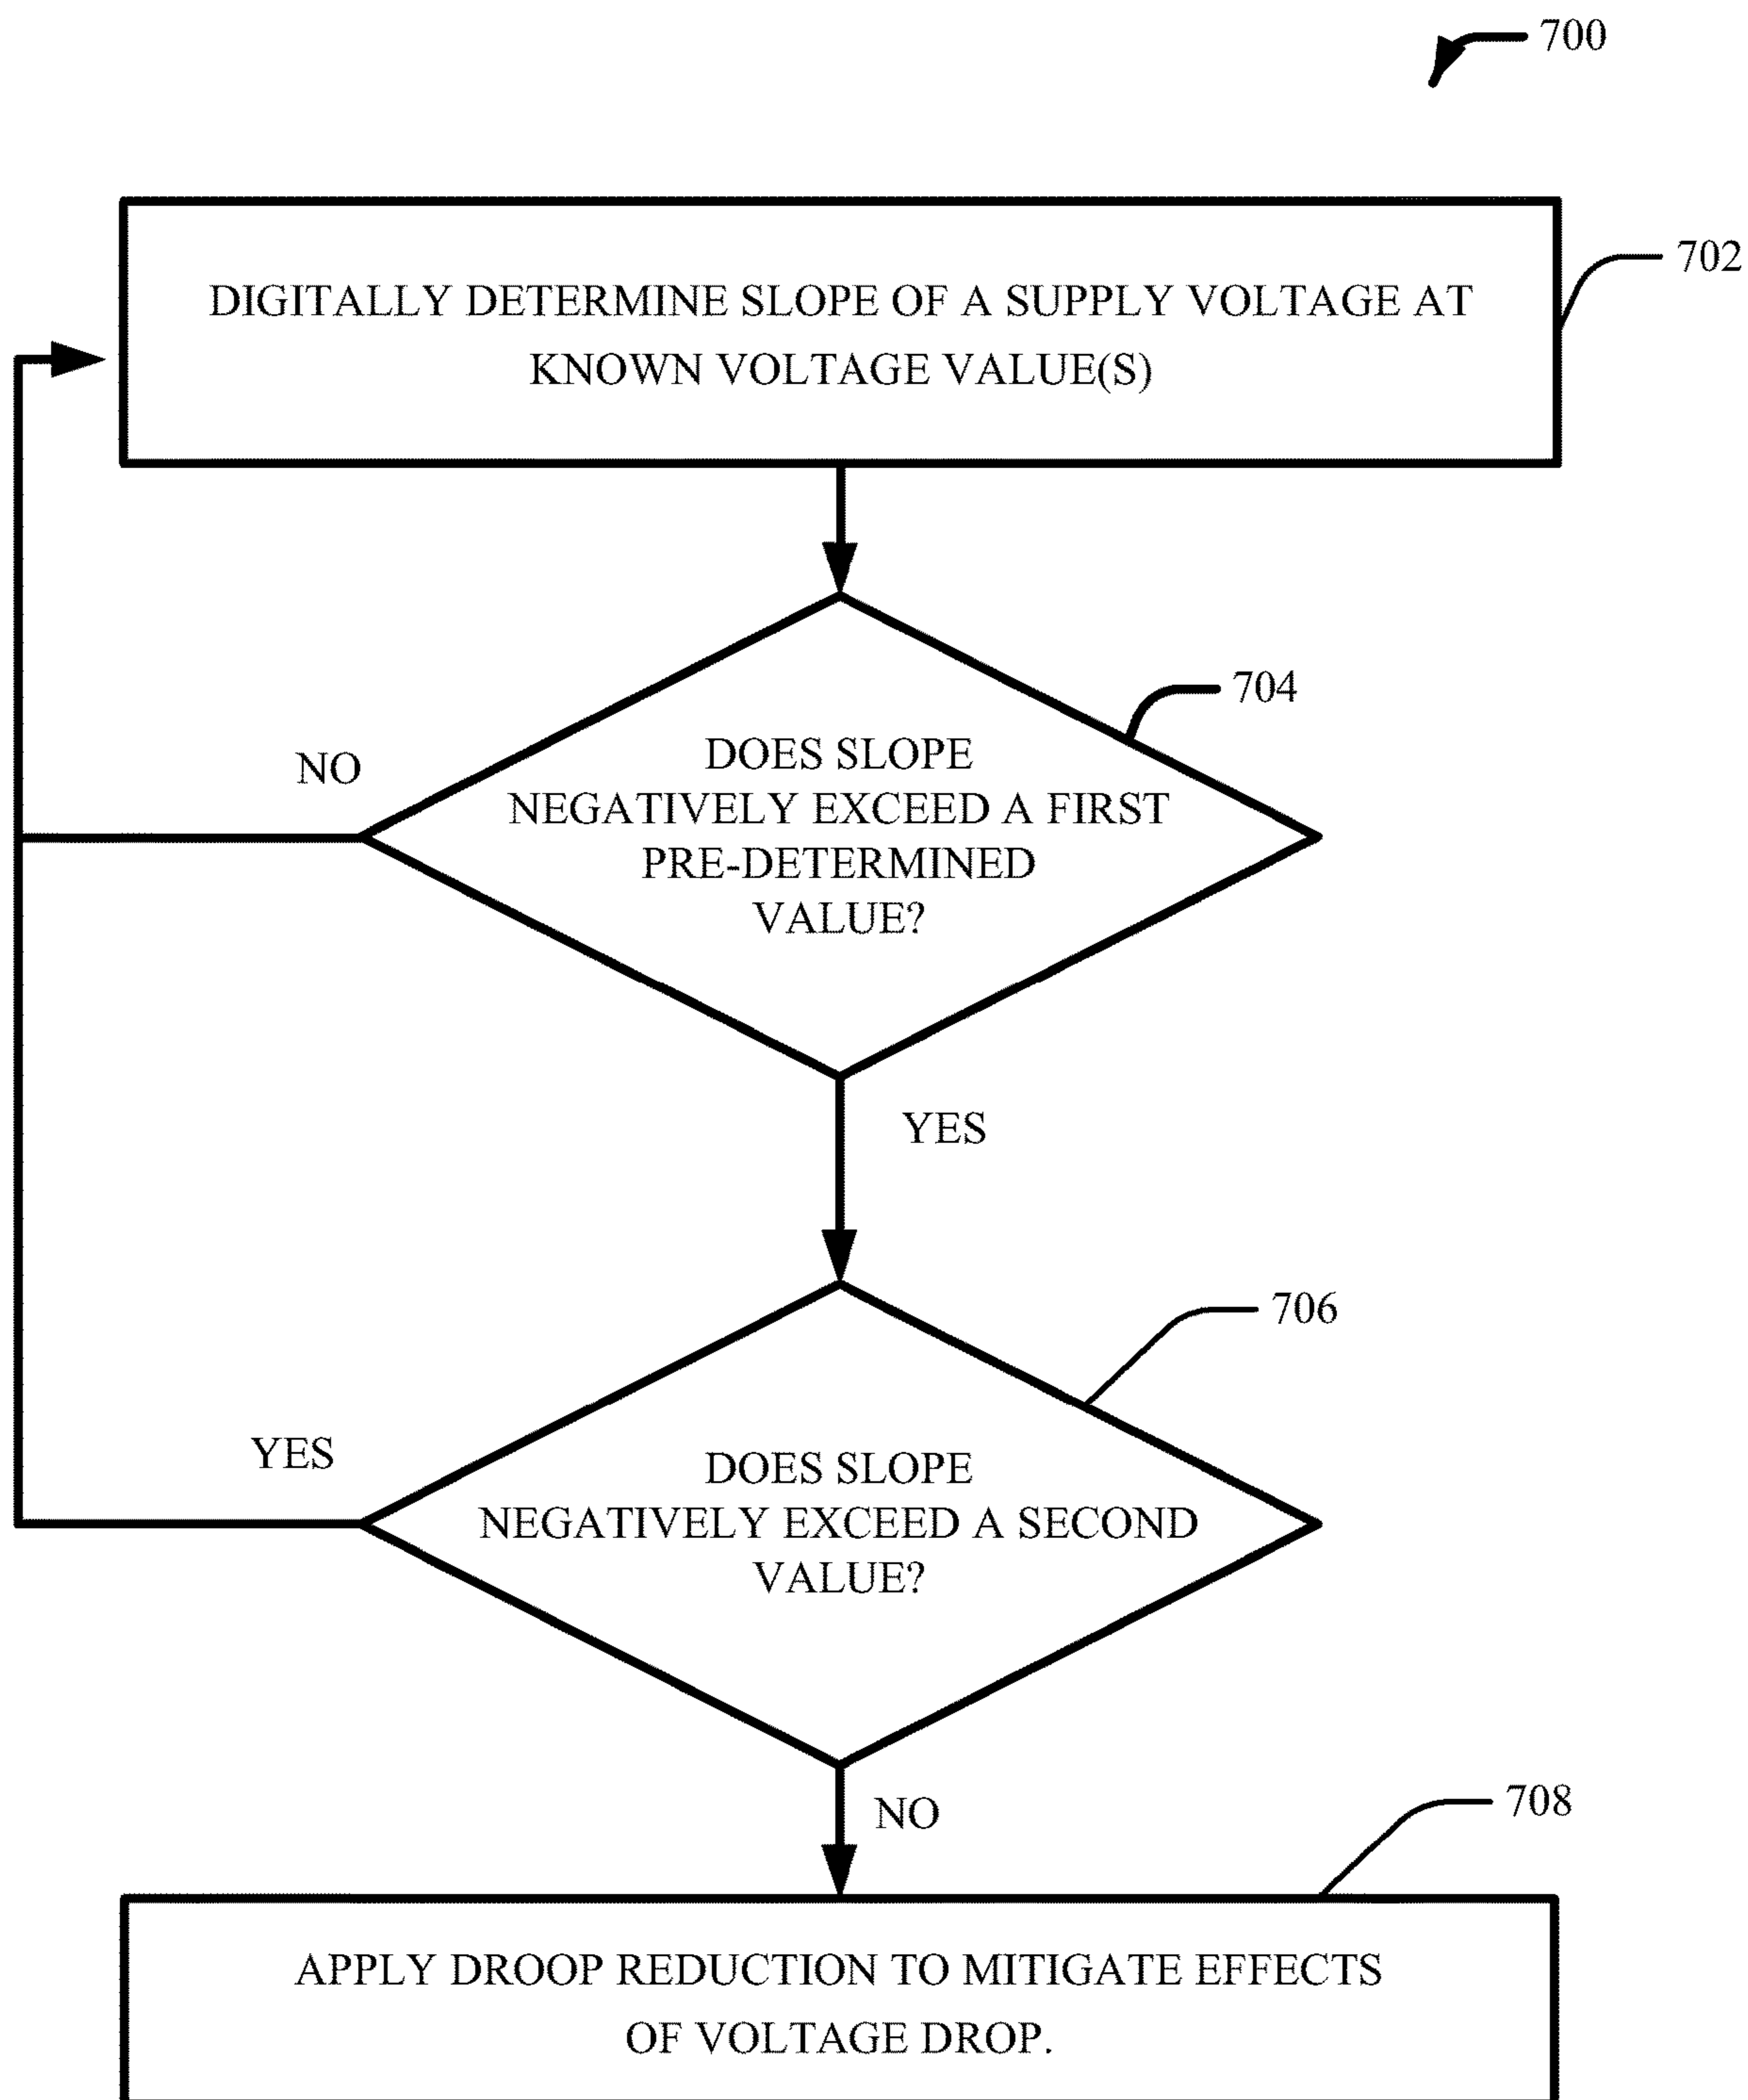 700
DIGITALLY DETERMINE SLOPE OF A SUPPLY VOLTAGE AT
KNOWN VOLTAGE VALUE(S)
702
DOES SLOPE
NEGATIVELY EXCEED A FIRST
PRE-DETERMINED
VALUE?
704
NO
YES
DOES SLOPE
NEGATIVELY EXCEED A SECOND
VALUE?
706
YES
NO
708
APPLY DROOP REDUCTION TO MITIGATE EFFECTS
OF VOLTAGE DROP.